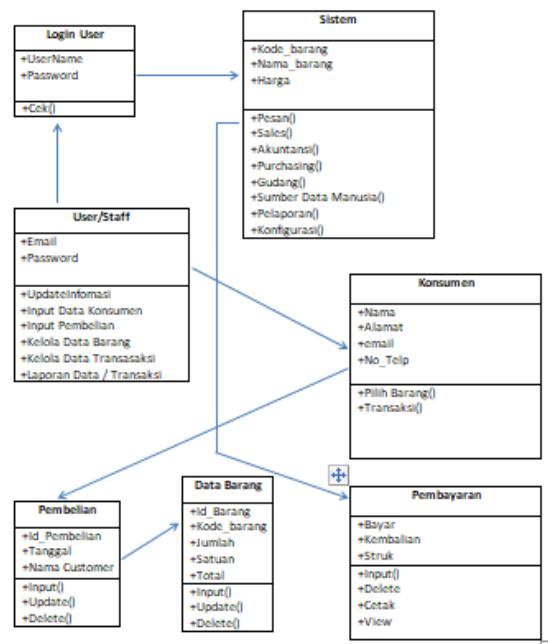 Login User
+UserName
+Password
+Cek()
Sistem
+Kode_barang
+Nama_barang
+Harga
+Pesan()
+Sales()
+Akuntansi()
+Purchasing()
+Gudang()
+Sumber Data Manusia()
+Pelaporan()
+Konfigurasi()
User/Staff
+Email
+Password
+UpdateInfomasi
+Input Data Konsumen
+Input Pembelian
+Kelola Data Barang
+Kelola Data Transasaksi
+Laporan Data / Transaksi
Konsumen
+Nama
+Alamat
+email
+No_Telp
+Pilih Barang()
+Transaksi()
Pembelian
+Id_Pembelian
+Tanggal
+Nama Customer
+Input()
+Update()
+Delete()
Data Barang
+Id_Barang
+Kode_barang
+Jumlah
+Satuan
+Total
+Input()
+Update()
+Delete()
Pembayaran
+Bayar
+Kembalian
+Struk
+Input()
+Delete
+Cetak
+View